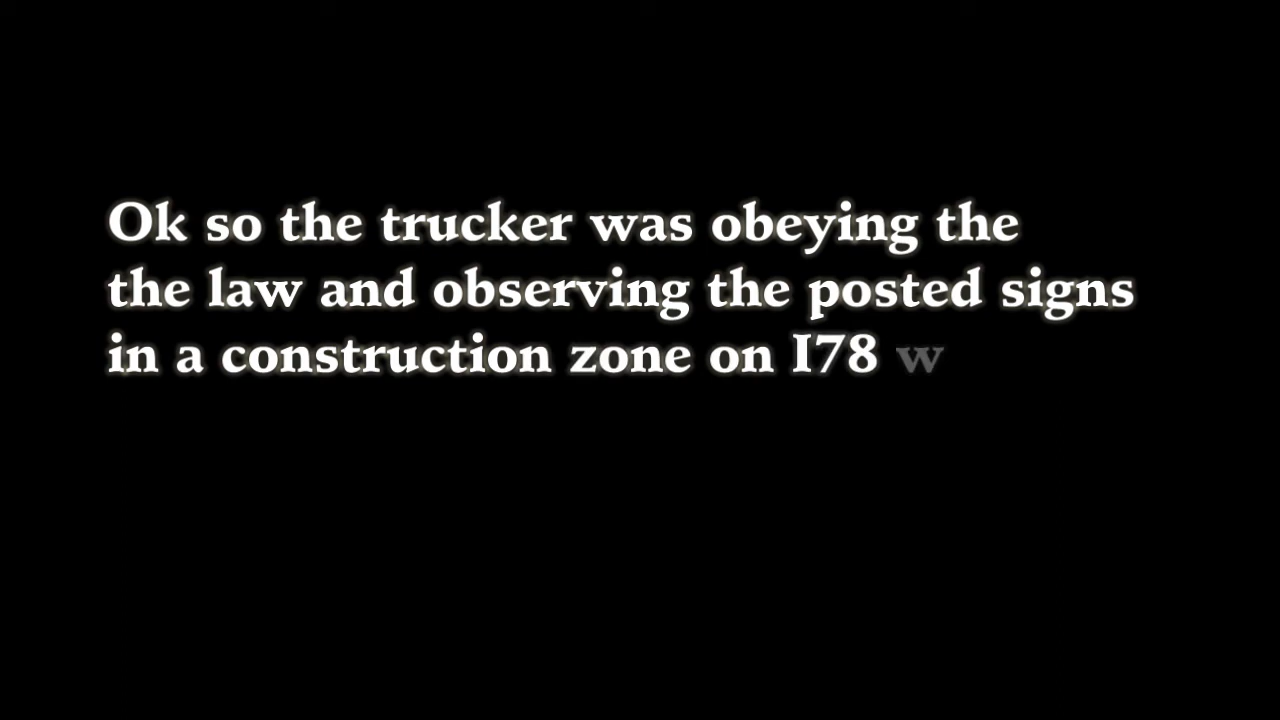 Ok so the trucker was obeying the
the law and observing the posted signs
in a construction zone on I78 w